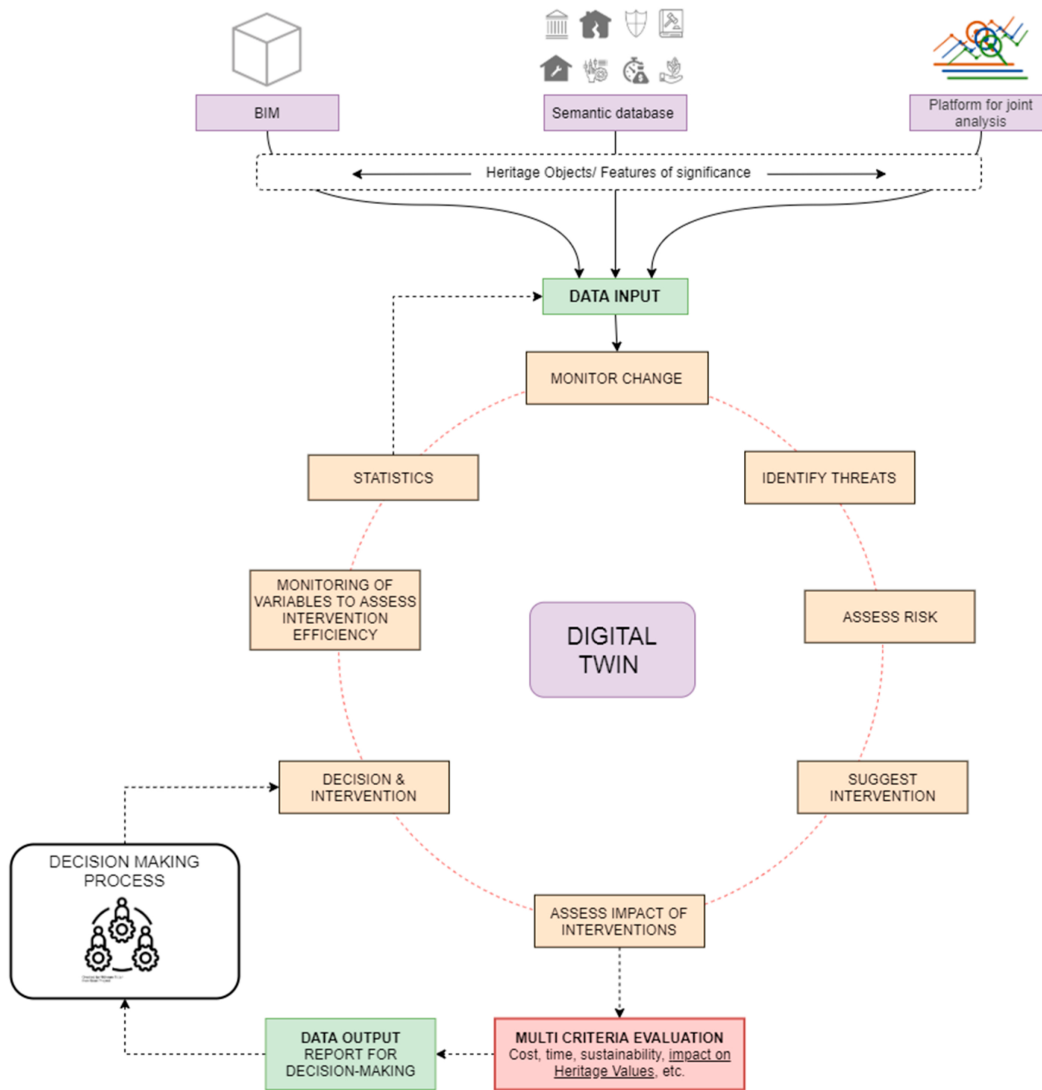 BIM
Semantic database
Platform for joint
analysis
Heritage Objects/ Features of significance
DATA INPUT
MONITOR CHANGE
STATISTICS
IDENTIFY THREATS
MONITORING OF
VARIABLES TO ASSESS
INTERVENTION
EFFICIENCY
ASSESS RISK
DIGITAL
TWIN
DECISION &
INTERVENTION
SUGGEST
INTERVENTION
DECISION MAKING
PROCESS
ASSESS IMPACT OF
INTERVENTIONS
DATA OUTPUT
REPORT FOR
DECISION-MAKING
MULTI CRITERIA EVALUATION
Cost, time, sustainability, impact on
Heritage Values, etc.